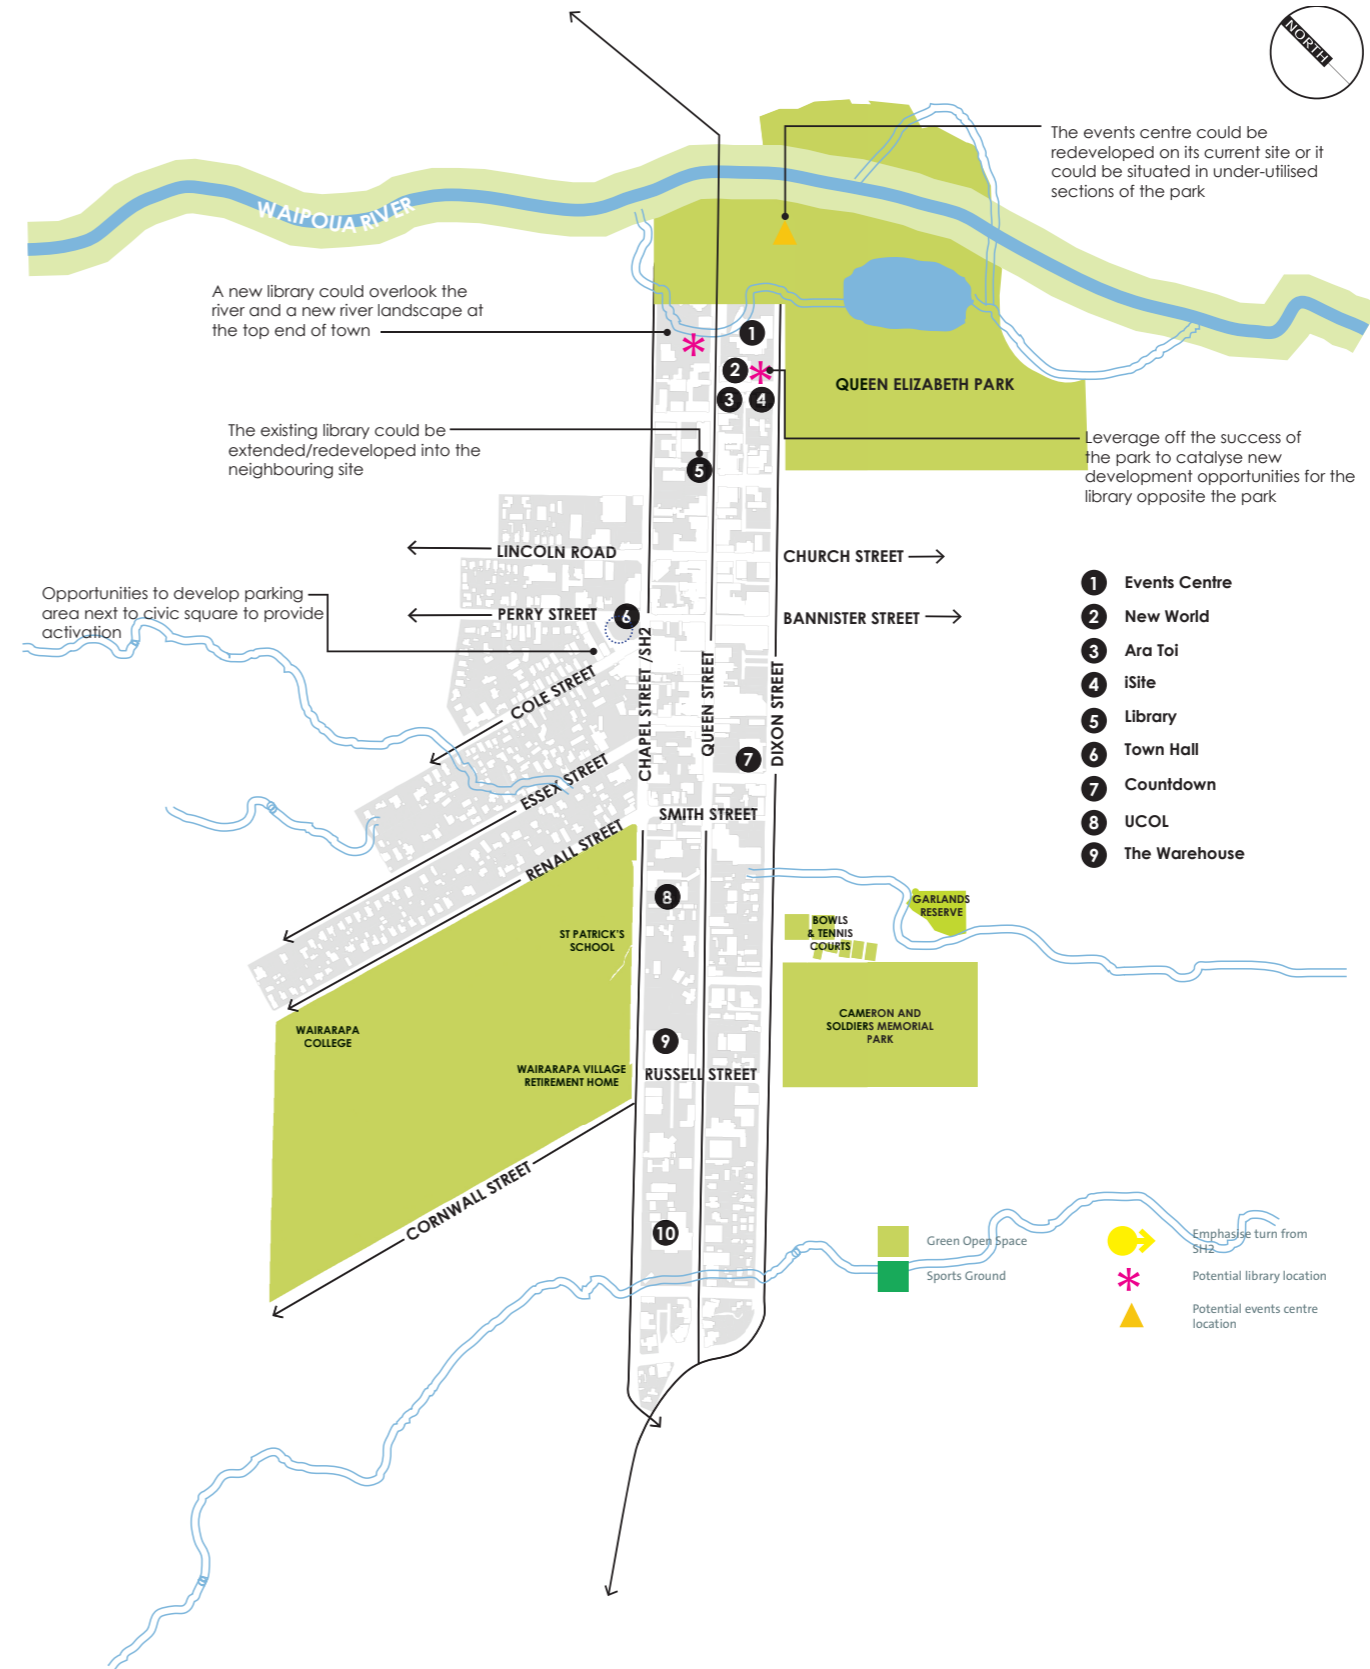 NORTH
The events centre could be
redeveloped on its current site or it
could be situated in under-utilised
sections of the park
WAIPOUA RIVER
A new library could overlook the
river and a new river landscape at
the top end of town
1
2
3
4
QUEEN ELIZABETH PARK
The existing library could be
extended/redeveloped into the
neighbouring site
5
Leverage off the success of
the park to catalyse new
development opportunities for the
library opposite the park
LINCOLN ROAD
CHURCH STREET
Opportunities to develop parking
area next to civic square to provide
activation
PERRY STREET
6
BANNISTER STREET
COLE STREET
CHAPEL STREET /SH2
QUEEN STREET
DIXON STREET
7
ESSEX STREET
SMITH STREET
RENALL STREET
1 Events Centre
2 New World
3 Ara Toi
4 iSite
5 Library
6 Town Hall
7 Countdown
8 UCOL
9 The Warehouse
8
GARLANDS
RESERVE
BOWLS
& TENNIS
COURTS
ST PATRICK'S
SCHOOL
CAMERON AND
SOLDIERS MEMORIAL
PARK
WAIRARAPA
COLLEGE
9
WAIRARAPA VILLAGE
RETIREMENT HOME
RUSSELL STREET
CORNWALL STREET
10
Green Open Space
Sports Ground
Emphasise turn from
SH2
Potential library location
Potential events centre
location